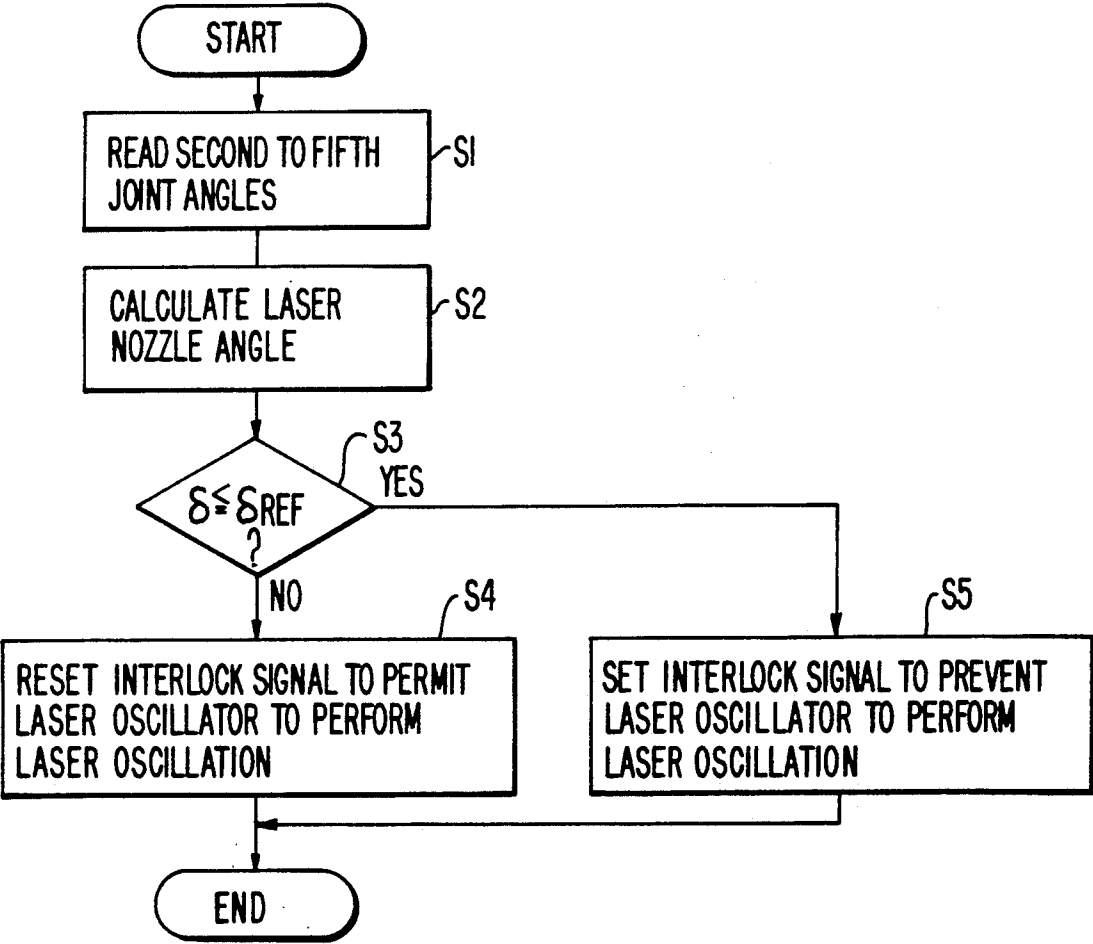 START
READ SECOND TO FIFTH
JOINT ANGLES
S1
CALCULATE LASER
NOZZLE ANGLE
S2
S3
YES
δ≦δREF
?
NO
S4
RESET INTERLOCK SIGNAL TO PERMIT
LASER OSCILLATOR TO PERFORM
LASER OSCILLATION
S5
SET INTERLOCK SIGNAL TO PREVENT
LASER OSCILLATOR TO PERFORM
LASER OSCILLATION
END